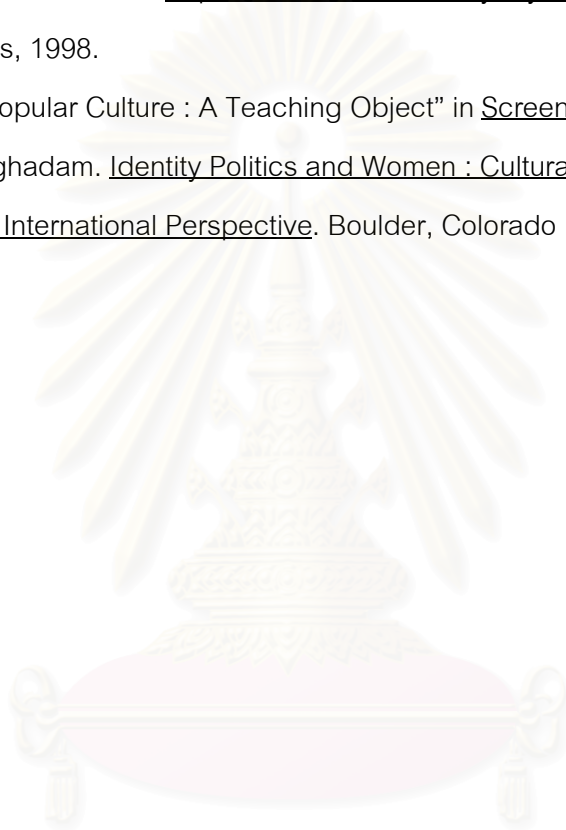 s, 1998.
opular Culture : A Teaching Object” in Screen
ghadam. Identity Politics and Women : Cultura
International Perspective. Boulder, Colorado